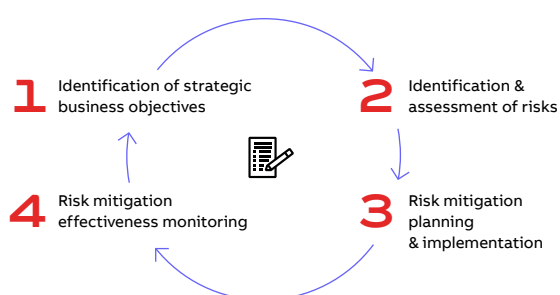 1
Identification of strategic
business objectives
2
Identification &
assessment of risks
4
Risk mitigation
effectiveness monitoring
3
Risk mitigation
planning
& implementation